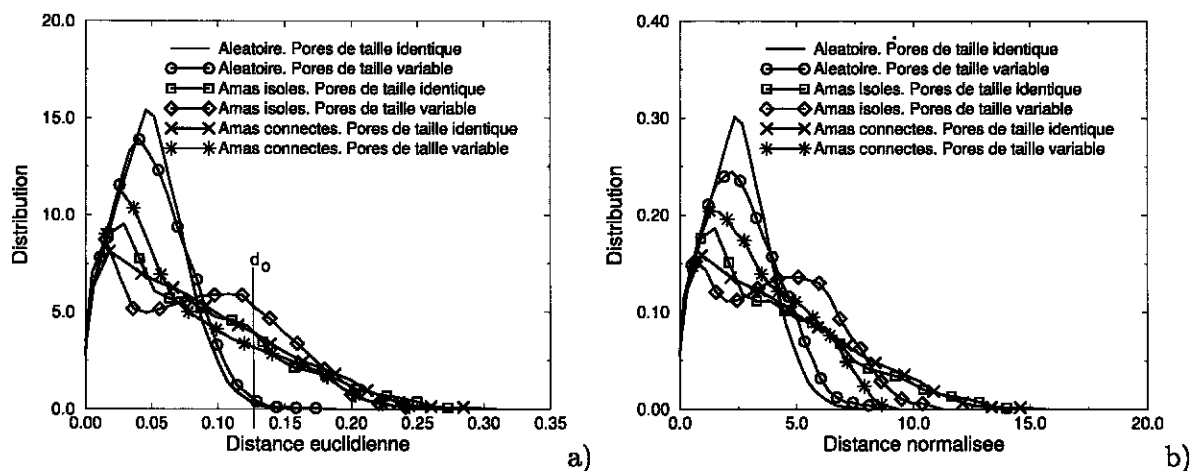 20.0
15.0
10.0
5.0
0.0
Distribution
Aleatoire. Pores de taille identique
Aleatoire. Pores de taille variable
Amas isoles. Pores de taille identique
Amas isoles. Pores de taille variable
Amas connectes. Pores de taille identique
Amas connectes. Pores de taille variable
d₀
0.00 0.05 0.10 0.15 0.20 0.25 0.30 0.35
Distance euclidienne
a)
0.40
0.30
0.20
0.10
0.00
Distribution
Aleatoire. Pores de taille identique
Aleatoire. Pores de taille variable
Amas Isoles. Pores de taille identique
Amas isoles. Pores de taille variable
Amas connectes. Pores de taille identique
Amas connectes. Pores de taille variable
0.0 5.0 10.0 15.0 20.0
Distance normalisee
b)